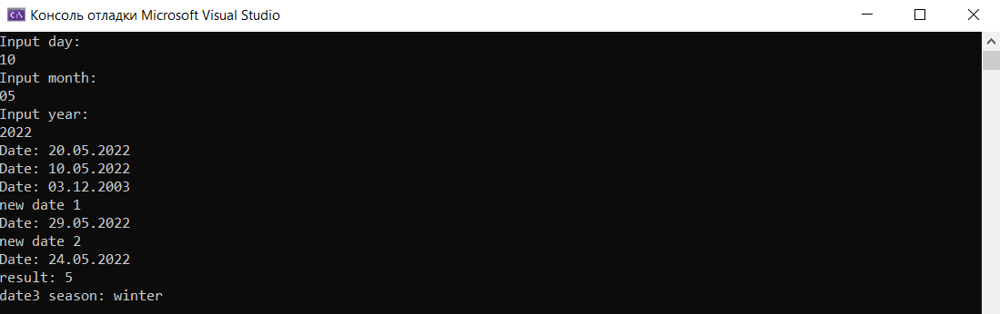 Консоль отладки Microsoft Visual Studio
Input day:
10
Input month:
05
Input year:
2022
Date: 20.05.2022
Date: 10.05.2022
Date: 03.12.2003
new date 1
Date: 29.05.2022
new date 2
Date: 24.05.2022
result: 5
date3 season: winter